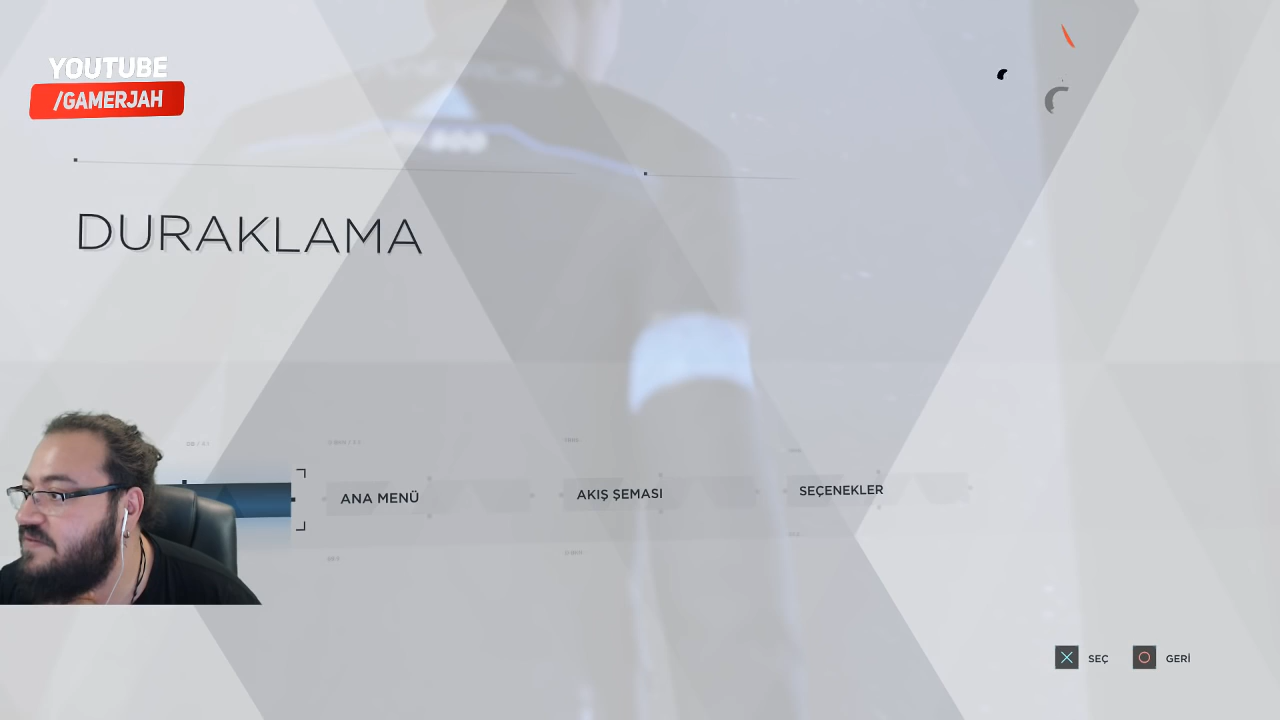 YOUTUBE
/GAMERJAH
DURAKLAMA
ANA MENÜ
AKIŞ ŞEMASI
SEÇENEKLER
SEÇ
GERİ